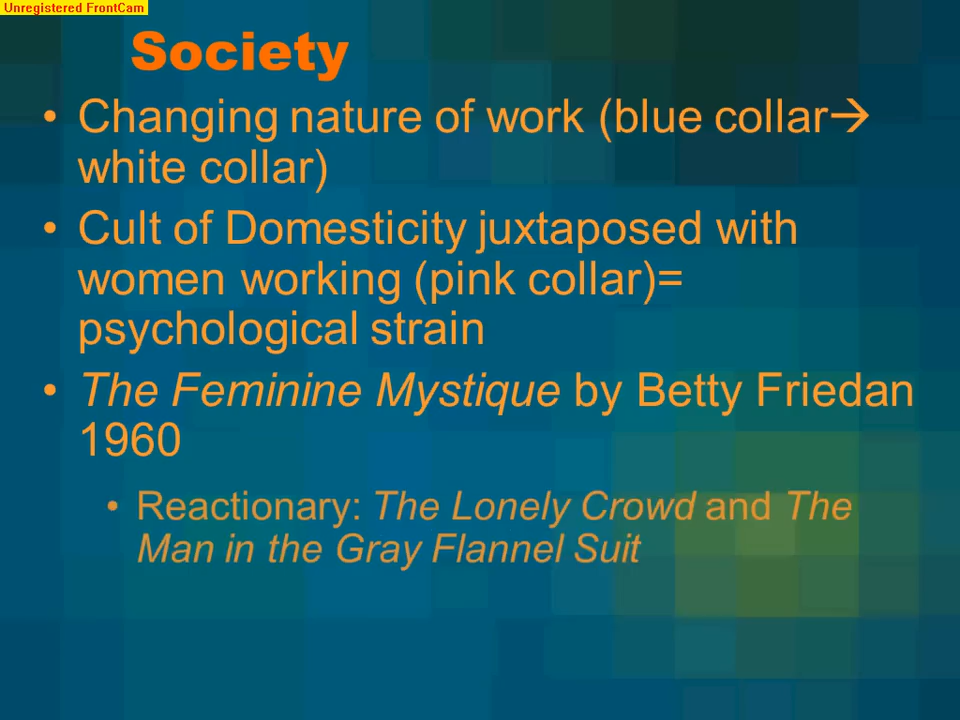 Unregistered FrontCam
Society
• Changing nature of work (blue collar→
white collar)
• Cult of Domesticity juxtaposed with
women working (pink collar)=
psychological strain
• The Feminine Mystique by Betty Friedan
1960
• Reactionary: The Lonely Crowd and The
Man in the Gray Flannel Suit